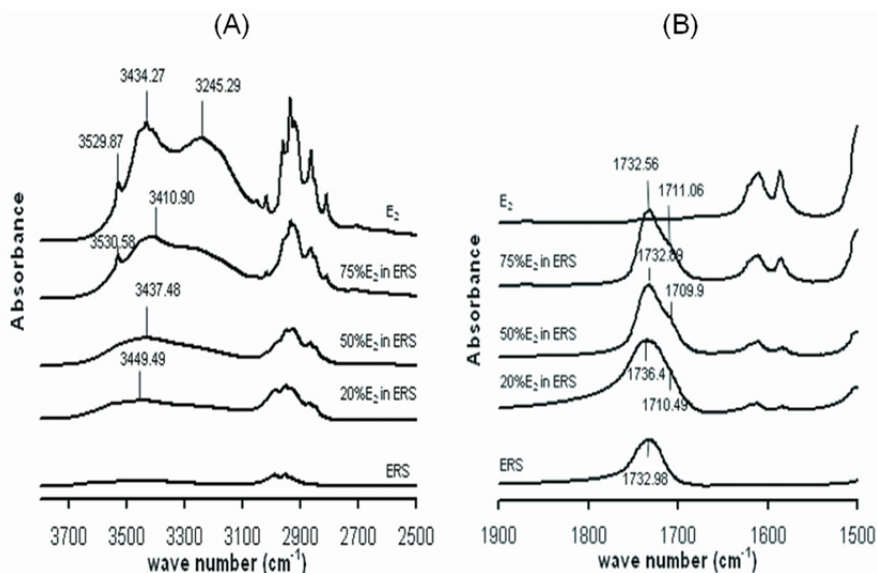 (A)
3434.27
3245.29
3529.87
E2
3410.90
3530.58
75%E2 in ERS
3437.48
50%E2 in ERS
3449.49
20%E2 in ERS
ERS
Absorbance
3700 3500 3300 3100 2900 2700 2500
wave number (cm-1)
(B)
1732.56
1711.06
E2
1732.89
75%E2 in ERS
1709.9
50%E2 in ERS
1736.4
20%E2 in ERS
1710.49
ERS
1732.98
Absorbance
1900 1800 1700 1600 1500
wave number (cm-1)